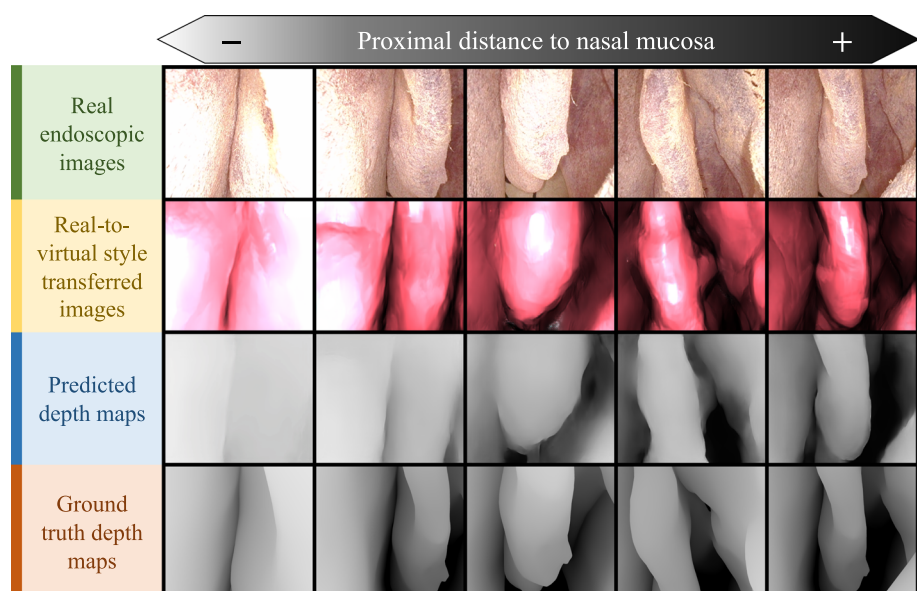 − Proximal distance to nasal mucosa +
Real
endoscopic
images
Real-to-
virtual style
transferred
images
Predicted
depth maps
Ground
truth depth
maps